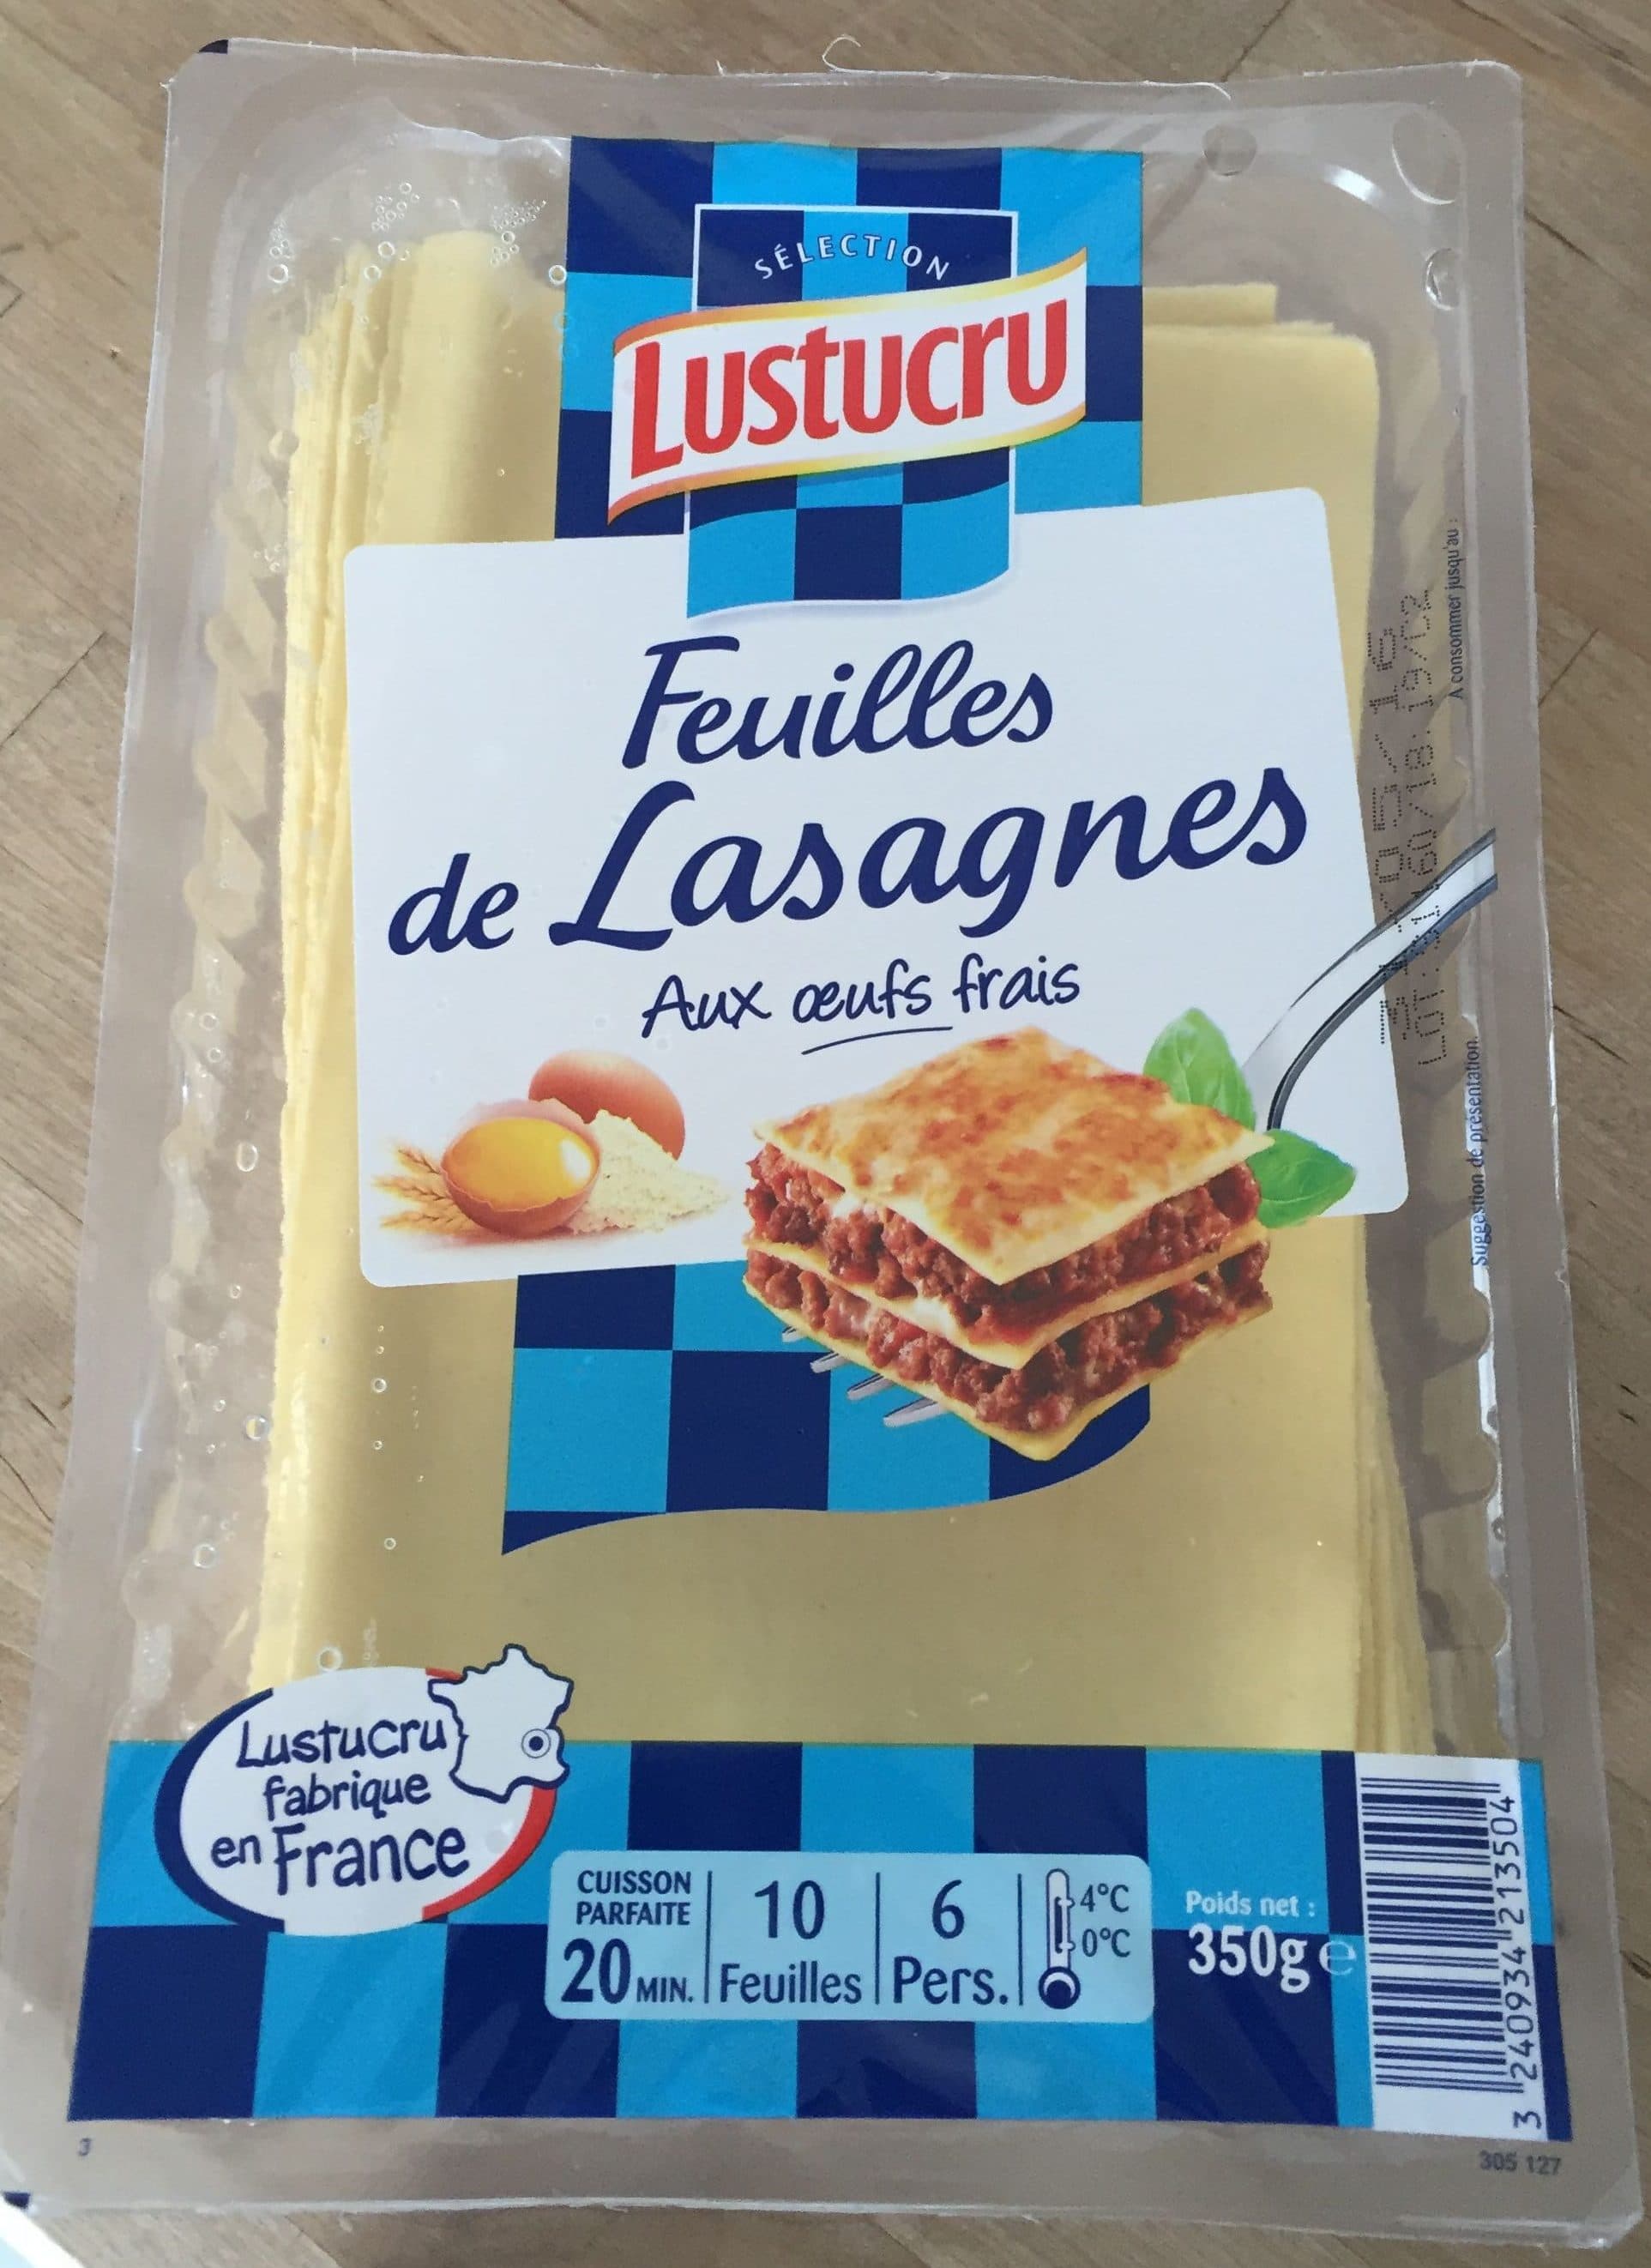 SÉLECTION
Lustucru
Feuilles
de Lasagnes
Aux œufs frais
A consommer jusqu'au :
Suggestion de présentation.
Lustucru
fabrique
en France
CUISSON
PARFAITE
20 MIN.
10
Feuilles
6
Pers.
4°C
0°C
Poids net :
350g e
3 240934 213504
3
305 127